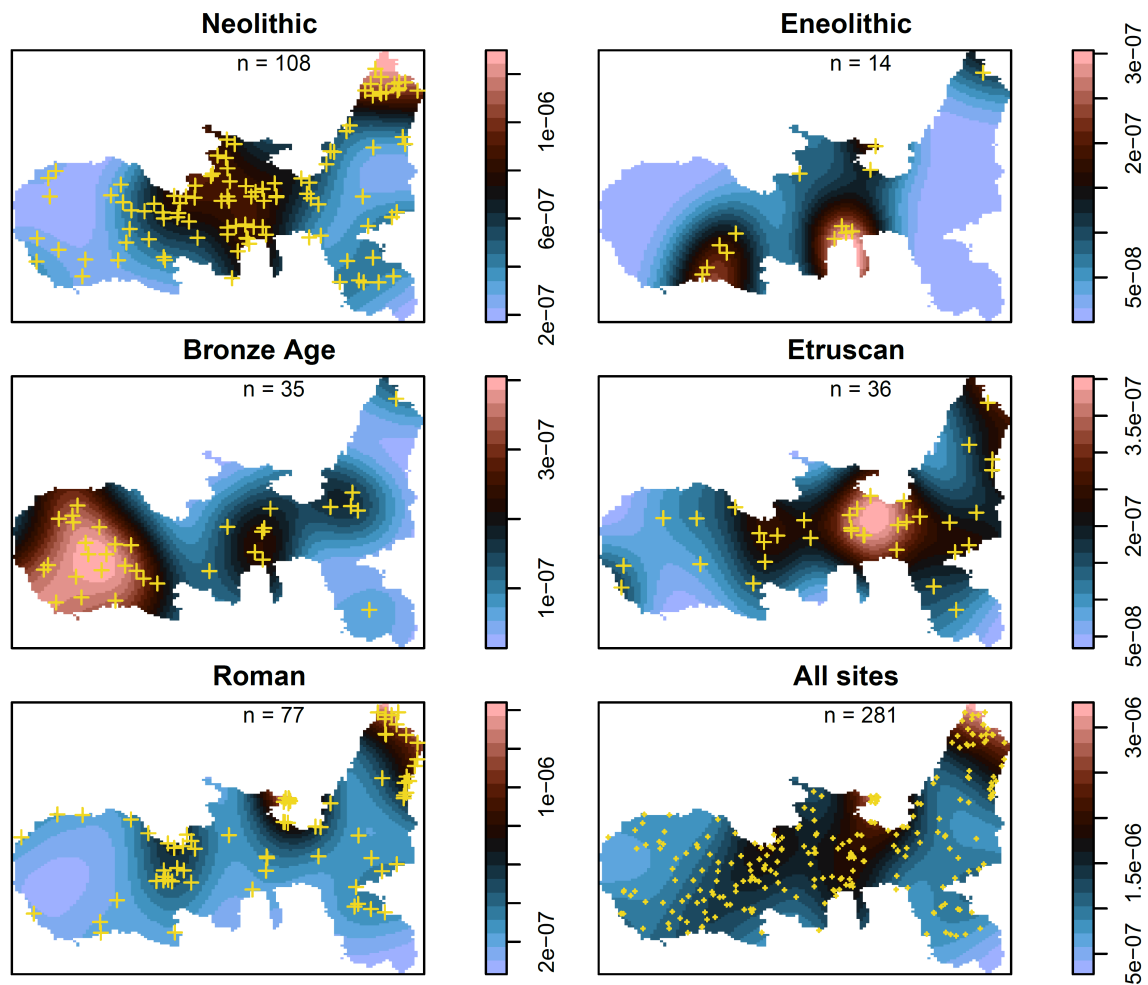 Neolithic
n = 108
2e-07 6e-07 1e-06
Eneolithic
n = 14
5e-08 2e-07 3e-07
Bronze Age
n = 35
1e-07 3e-07
Etruscan
n = 36
5e-08 2e-07 3.5e-07
Roman
n = 77
2e-07 1e-06
All sites
n = 281
5e-07 1.5e-06 3e-06